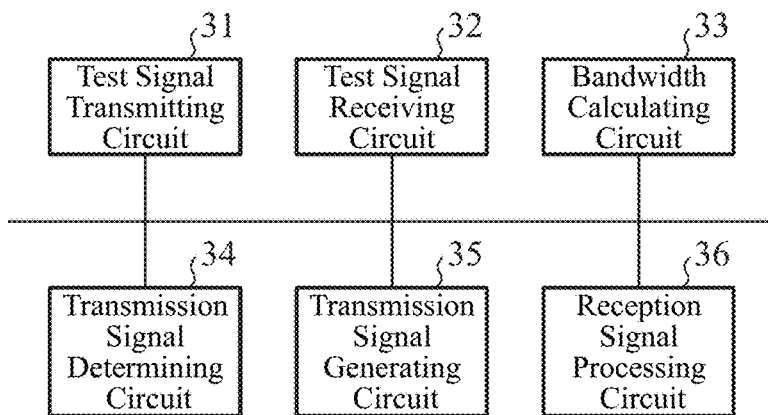 31
32
33
Test Signal
Transmitting
Circuit
Test Signal
Receiving
Circuit
Bandwidth
Calculating
Circuit
34
35
36
Transmission
Signal
Determining
Circuit
Transmission
Signal
Generating
Circuit
Reception
Signal
Processing
Circuit